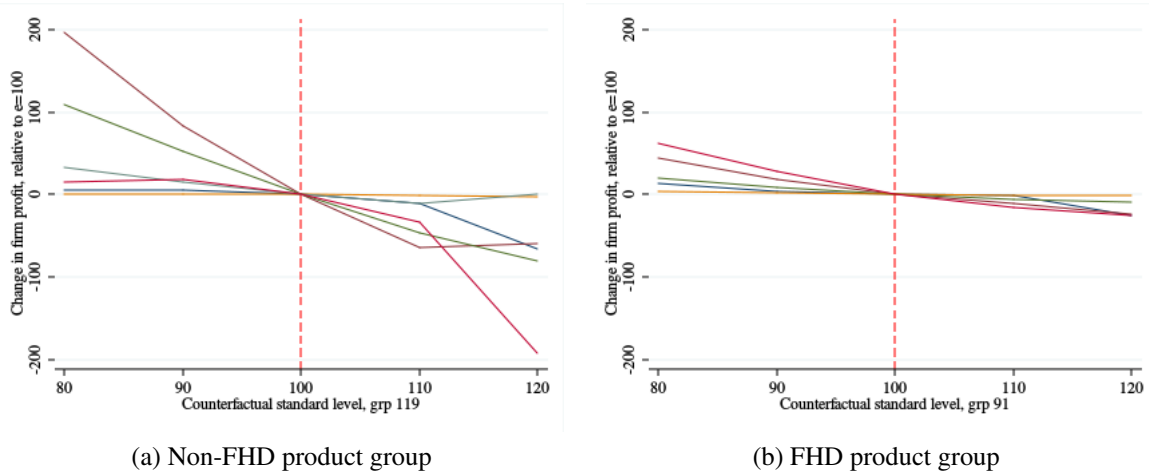 Change in firm profit, relative to e=100
200
100
0
-100
-200
80 90 100 110 120
Counterfactual standard level, grp 119
(a) Non-FHD product group
Change in firm profit, relative to e=100
200
100
0
-100
-200
80 90 100 110 120
Counterfactual standard level, grp 91
(b) FHD product group